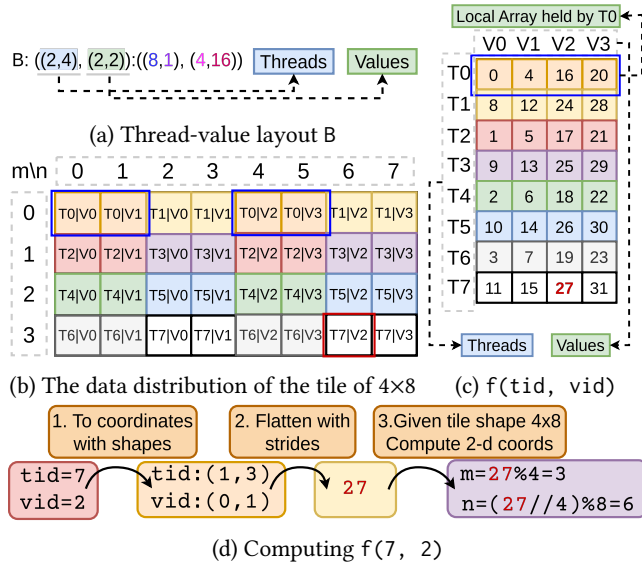 Local Array held by T0
B: ((2,4), (2,2)):((8,1), (4,16))
Threads
Values
(a) Thread-value layout B
V0 V1 V2 V3
T0 0 4 16 20
T1 8 12 24 28
T2 1 5 17 21
T3 9 13 25 29
T4 2 6 18 22
T5 10 14 26 30
T6 3 7 19 23
T7 11 15 27 31
Threads
Values
(c) f(tid, vid)
m\n 0 1 2 3 4 5 6 7
0 T0|V0 T0|V1 T1|V0 T1|V1 T0|V2 T0|V3 T1|V2 T1|V3
1 T2|V0 T2|V1 T3|V0 T3|V1 T2|V2 T2|V3 T3|V2 T3|V3
2 T4|V0 T4|V1 T5|V0 T5|V1 T4|V2 T4|V3 T5|V2 T5|V3
3 T6|V0 T6|V1 T7|V0 T7|V1 T6|V2 T6|V3 T7|V2 T7|V3
(b) The data distribution of the tile of 4×8
1. To coordinates
with shapes
2. Flatten with
strides
3.Given tile shape 4x8
Compute 2-d coords
tid=7
vid=2
tid:(1,3)
vid:(0,1)
27
m=27%4=3
n=(27//4)%8=6
(d) Computing f(7, 2)